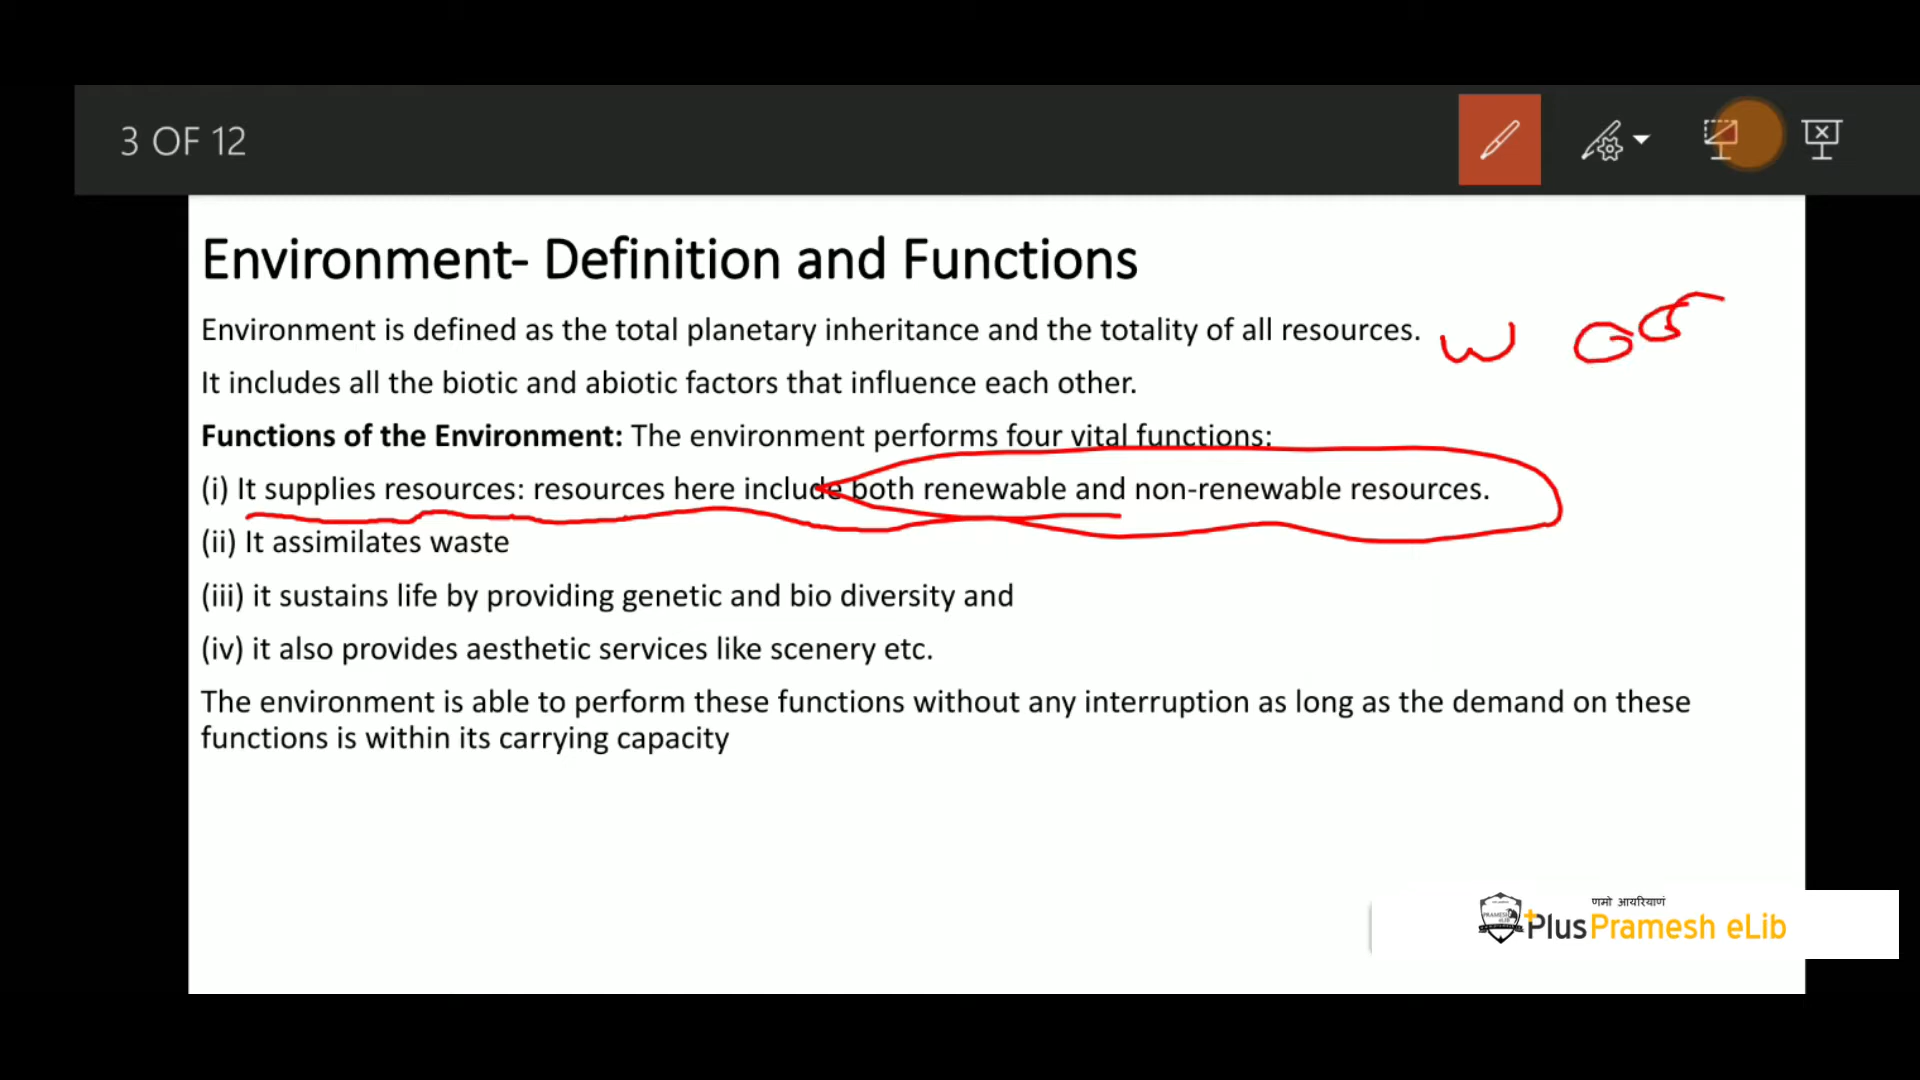 3 OF 12
Environment- Definition and Functions
Environment is defined as the total planetary inheritance and the totality of all resources.
It includes all the biotic and abiotic factors that influence each other.
Functions of the Environment: The environment performs four vital functions:
(i) It supplies resources: resources here include both renewable and non-renewable resources.
(ii) It assimilates waste
(iii) it sustains life by providing genetic and bio diversity and
(iv) it also provides aesthetic services like scenery etc.
The environment is able to perform these functions without any interruption as long as the demand on these
functions is within its carrying capacity
णमो आयरियाणं
PlusPramesh eLib